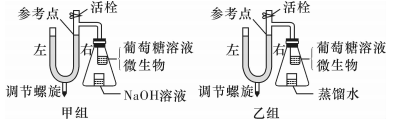 参考点 活栓
左 右
葡萄糖溶液
微生物
调节螺旋
NaOH溶液
甲组
参考点 活栓
左 右
葡萄糖溶液
微生物
调节螺旋
蒸馏水
乙组